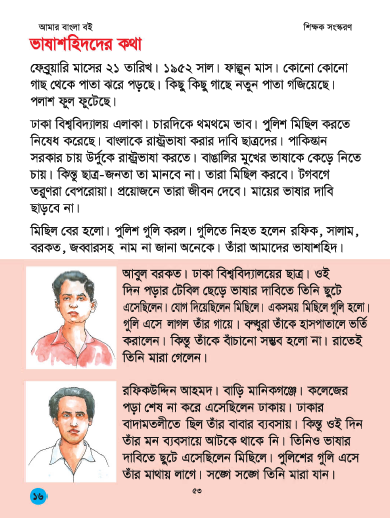 আমার বাংলা বই
শিক্ষক সংস্করণ
ভাষাশহিদদের কথা
ফেব্রুয়ারি মাসের ২১ তারিখ। ১৯৫২ সাল। ফাল্গুন মাস। কোনো কোনো
গাছ থেকে পাতা ঝরে পড়ছে। কিছু কিছু গাছে নতুন পাতা গজিয়েছে।
পলাশ ফুল ফুটেছে।
ঢাকা বিশ্ববিদ্যালয় এলাকা। চারদিকে থমথমে ভাব। পুলিশ মিছিল করতে
নিষেধ করেছে। বাংলাকে রাষ্ট্রভাষা করার দাবি ছাত্রদের। পাকিস্তান
সরকার চায় উর্দুকে রাষ্ট্রভাষা করতে। বাঙালির মুখের ভাষাকে কেড়ে নিতে
চায়। কিন্তু ছাত্র-জনতা তা মানবে না। তারা মিছিল করবে। টগবগে
তরুণরা বেপরোয়া। প্রয়োজনে তারা জীবন দেবে। মায়ের ভাষার দাবি
ছাড়বে না।
মিছিল বের হলো। পুলিশ গুলি করল। গুলিতে নিহত হলেন রফিক, সালাম,
বরকত, জব্বারসহ নাম না জানা অনেকে। তাঁরা আমাদের ভাষাশহিদ।
আবুল বরকত। ঢাকা বিশ্ববিদ্যালয়ের ছাত্র। ওই
দিন পড়ার টেবিল ছেড়ে ভাষার দাবিতে তিনি ছুটে
এসেছিলেন। যোগ দিয়েছিলেন মিছিলে। একসময় মিছিলে গুলি হলো।
গুলি এসে লাগল তাঁর গায়ে। বন্ধুরা তাঁকে হাসপাতালে ভর্তি
করালেন। কিন্তু তাঁকে বাঁচানো সম্ভব হলো না। রাতেই
তিনি মারা গেলেন।
রফিকউদ্দিন আহমদ। বাড়ি মানিকগঞ্জে। কলেজের
পড়া শেষ না করে এসেছিলেন ঢাকায়। ঢাকার
বাদামতলীতে ছিল তাঁর বাবার ব্যবসায়। কিন্তু ওই দিন
তাঁর মন ব্যবসায়ে আটকে থাকে নি। তিনিও ভাষার
দাবিতে ছুটে এসেছিলেন মিছিলে। পুলিশের গুলি এসে
তাঁর মাথায় লাগে। সঙ্গে সঙ্গে তিনি মারা যান।
১৬
৫৩